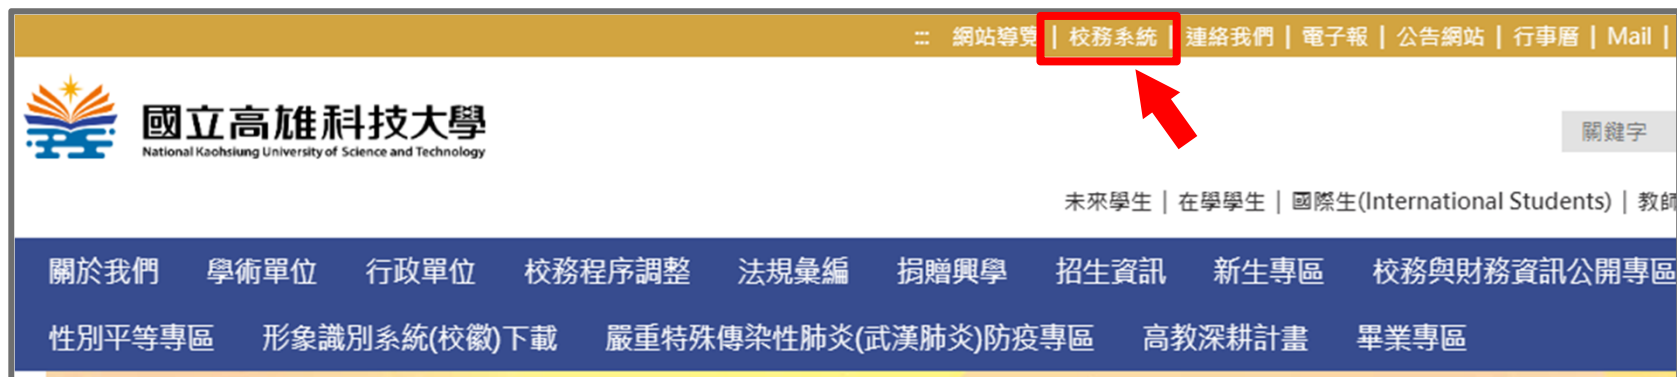 ::: 網站導覽 | 校務系統 | 連絡我們 | 電子報 | 公告網站 | 行事曆 | Mail |
國立高雄科技大學
National Kaohsiung University of Science and Technology
關鍵字
未來學生 | 在學學生 | 國際生(International Students) | 教師
關於我們 學術單位 行政單位 校務程序調整 法規彙編 捐贈興學 招生資訊 新生專區 校務與財務資訊公開專區
性別平等專區 形象識別系統(校徽)下載 嚴重特殊傳染性肺炎(武漢肺炎)防疫專區 高教深耕計畫 畢業專區